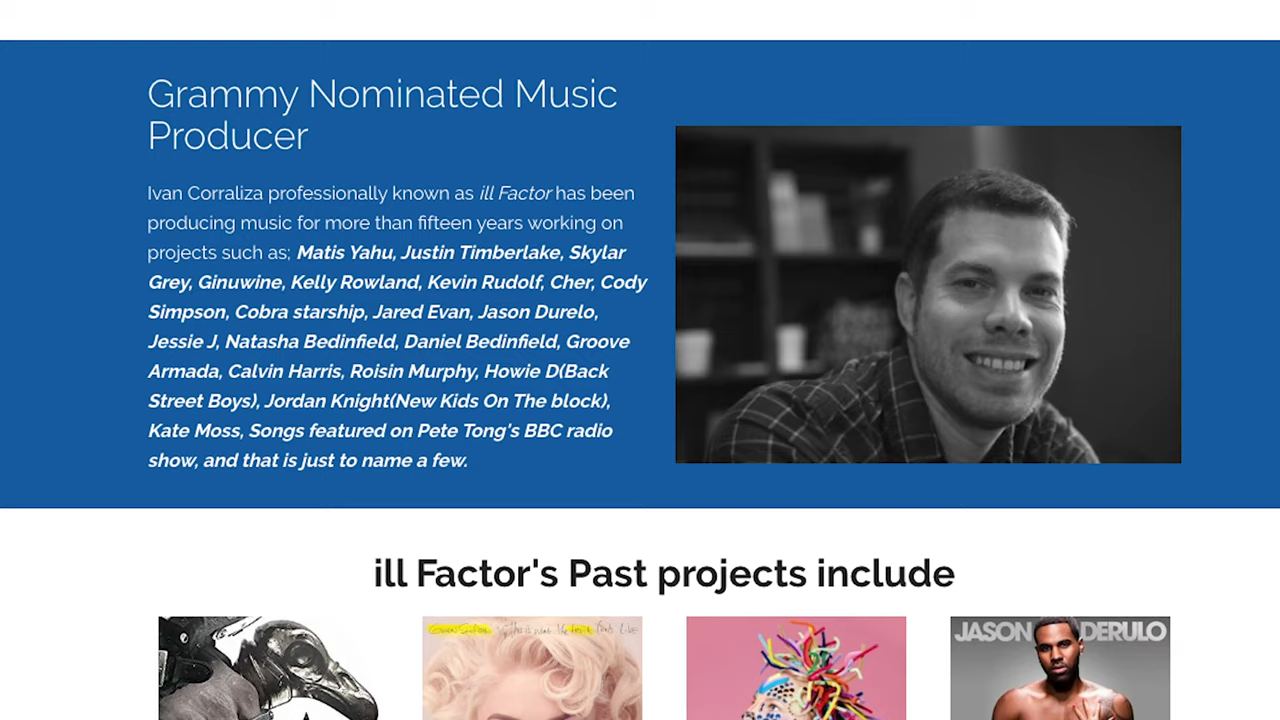 Grammy Nominated Music
Producer
Ivan Corraliza professionally known as ill Factor has been
producing music for more than fifteen years working on
projects such as; Matis Yahu, Justin Timberlake, Skylar
Grey, Ginuwine, Kelly Rowland, Kevin Rudolf, Cher, Cody
Simpson, Cobra starship, Jared Evan, Jason Durelo,
Jessie J, Natasha Bedinfield, Daniel Bedinfield, Groove
Armada, Calvin Harris, Roisin Murphy, Howie D(Back
Street Boys), Jordan Knight(New Kids On The block),
Kate Moss, Songs featured on Pete Tong's BBC radio
show, and that is just to name a few.
ill Factor's Past projects include
JASON DERULO